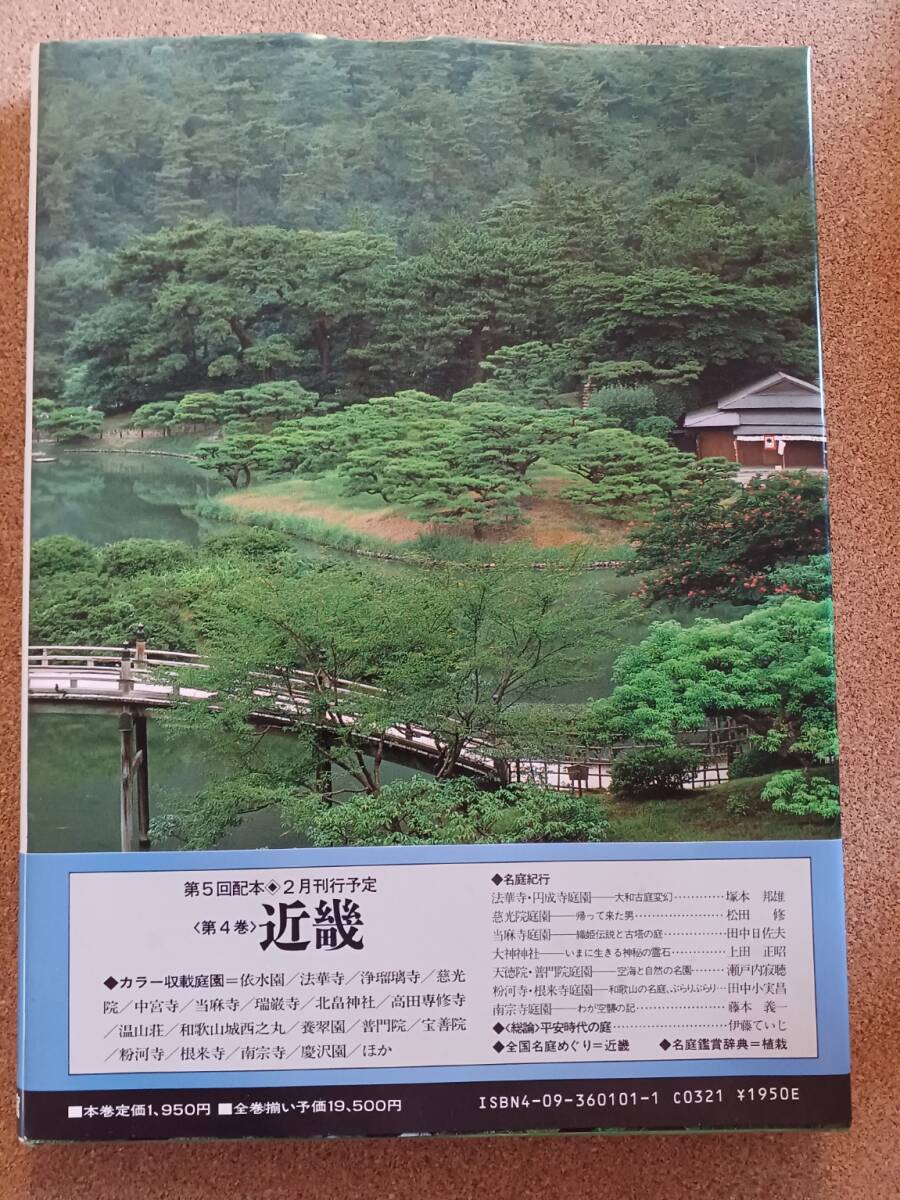 第5回配本◈2月刊行予定
〈第4巻〉近畿
◆カラー収載庭園＝依水園／法華寺／浄瑠璃寺／慈光
院／中宮寺／当麻寺／瑞巌寺／北畠神社／高田専修寺
／温山荘／和歌山城西之丸／養翠園／普門院／宝善院
／粉河寺／根来寺／南宗寺／慶沢園／ほか
◆名庭紀行
法華寺・円成寺庭園——大和古庭変幻…………塚本 邦雄
慈光院庭園——帰って来た男…………………松田 修
当麻寺庭園——織姫伝説と古塔の庭……………田中日佐夫
大神神社——いまに生きる神秘の霊石…………上田 正昭
天徳院・普門院庭園——空海と自然の名園………瀬戸内寂聴
粉河寺・根来寺庭園——和歌山の名庭、ぶらりぶらり…田中小実昌
南宗寺庭園——わが空襲の記……………………藤本 義一
◆〈総論〉平安時代の庭…………………………伊藤ていじ
◆全国名庭めぐり＝近畿 ◆名庭鑑賞辞典＝植栽
■本巻定価1,950円 ■全巻揃い予価19,500円
ISBN4-09-360101-1 C0321 ¥1950E